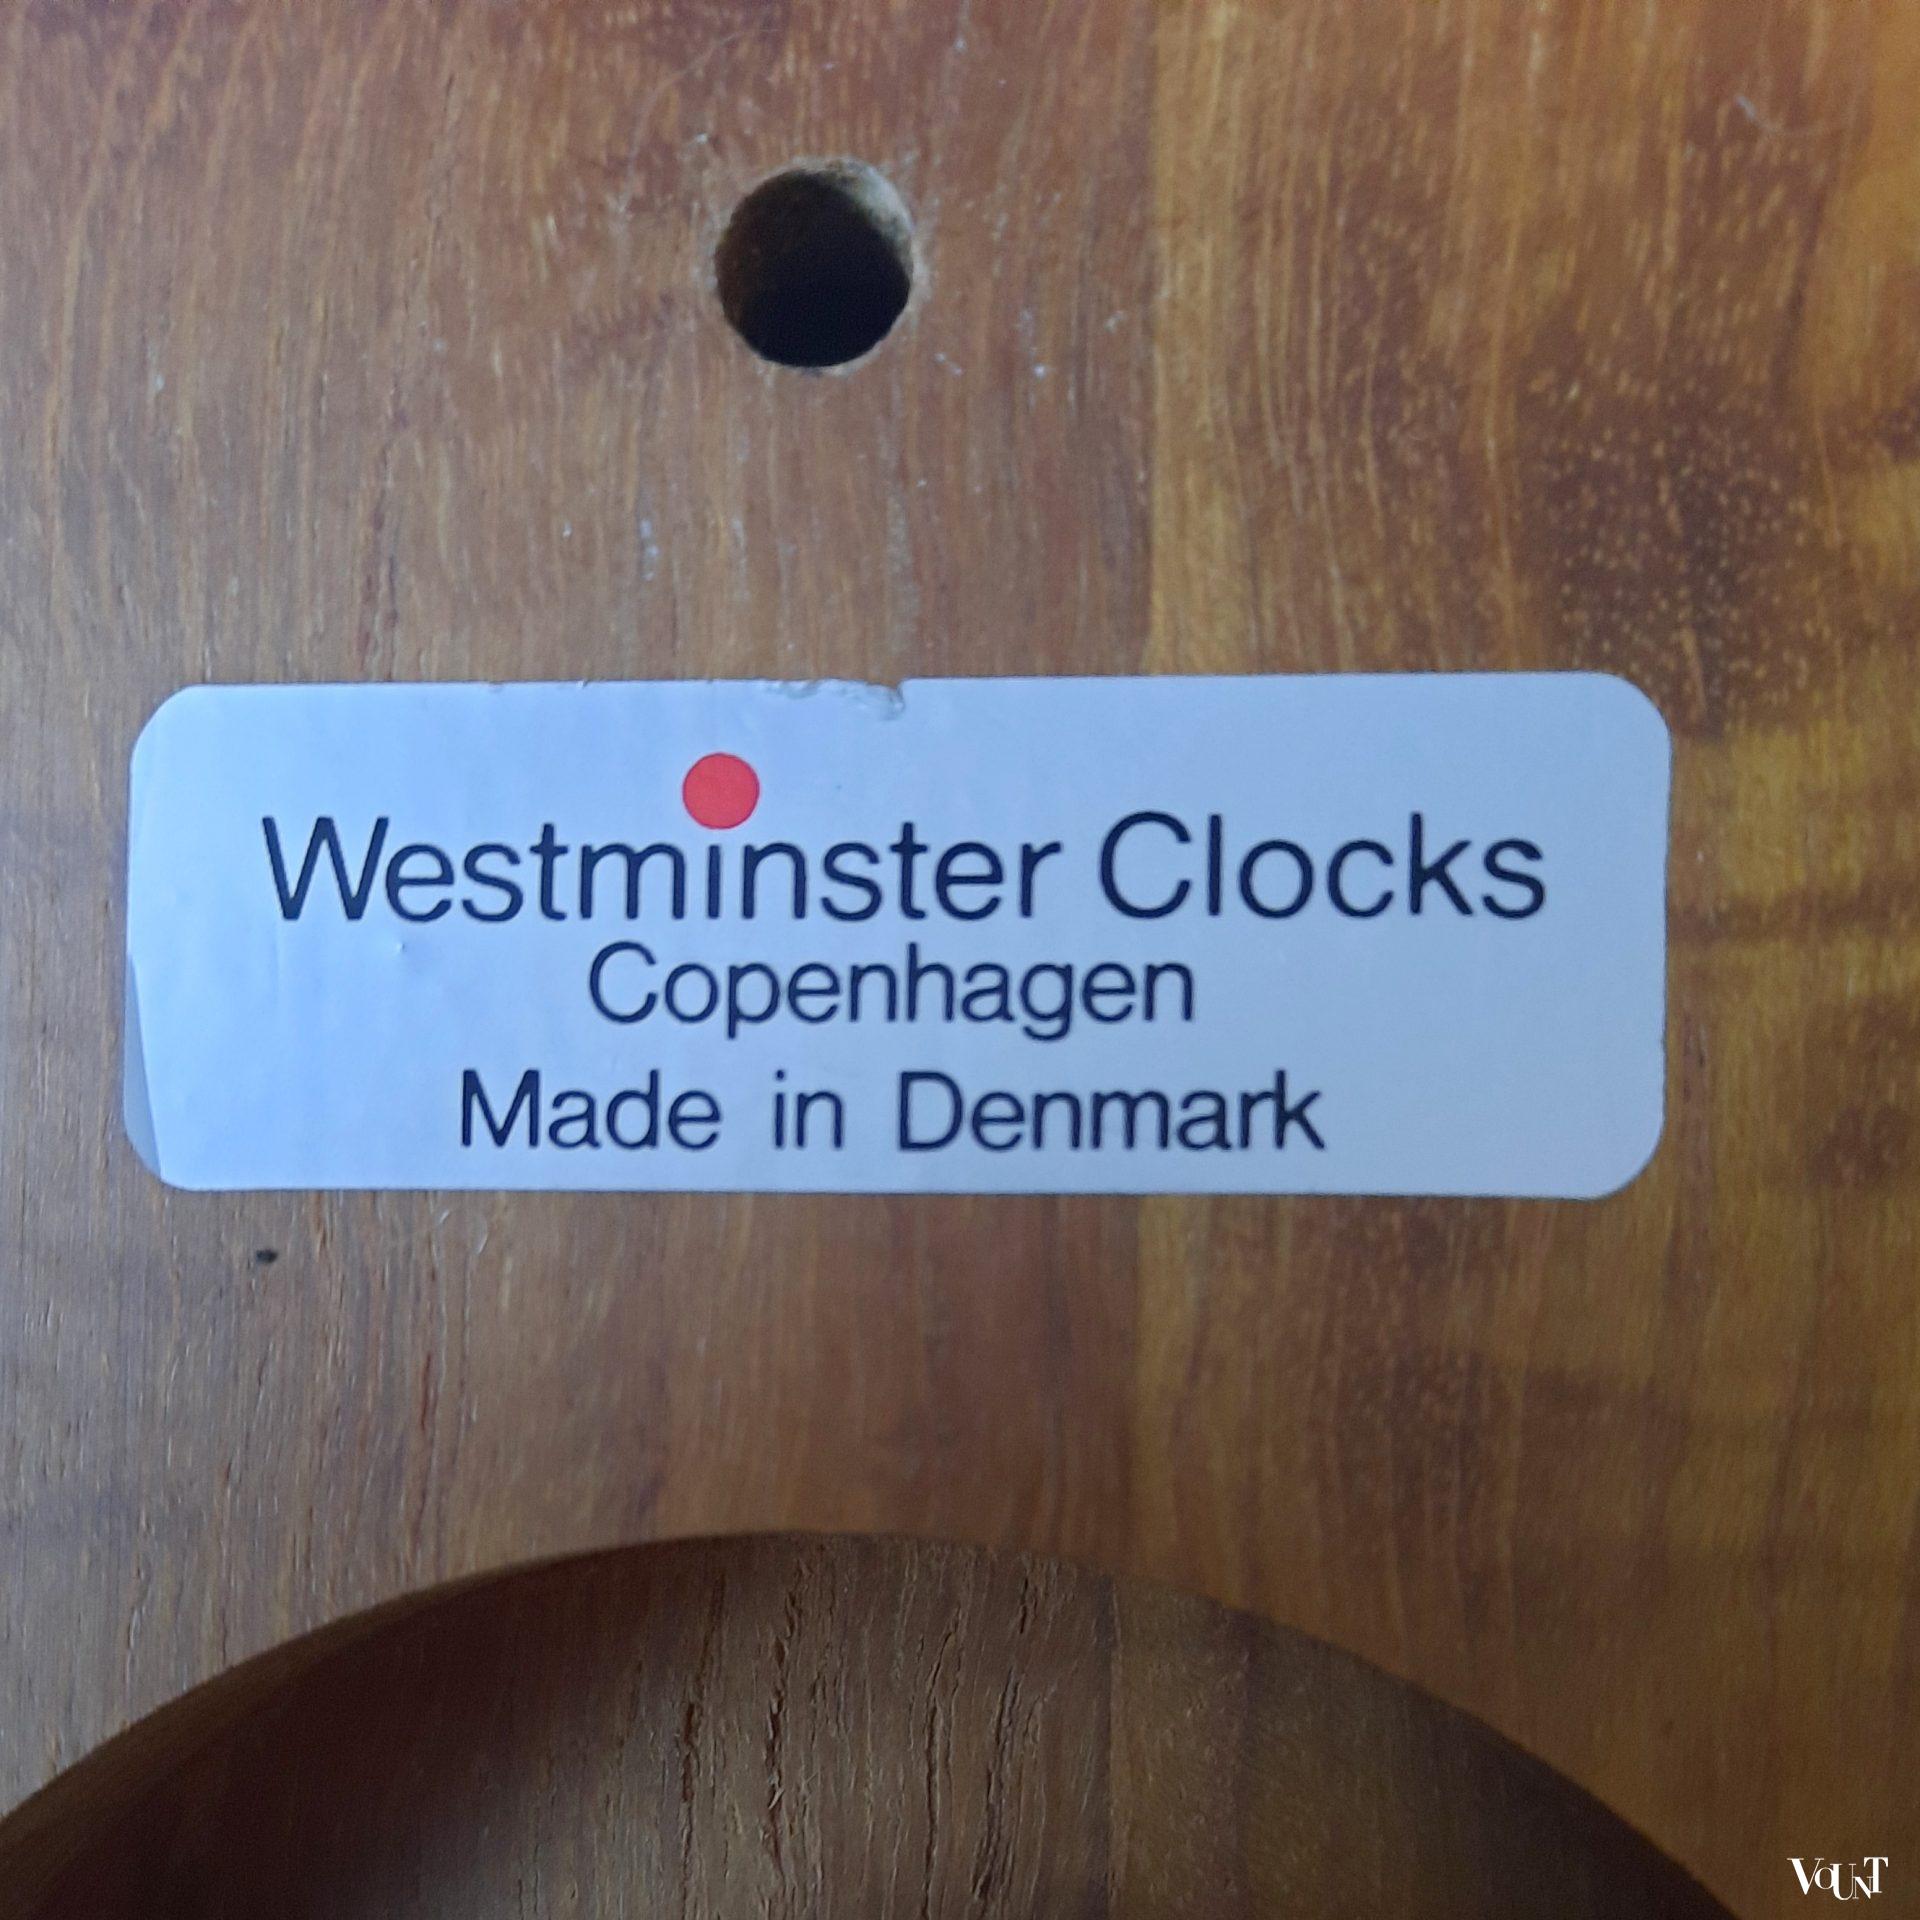 Westminster Clocks
Copenhagen
Made in Denmark
VOUNT